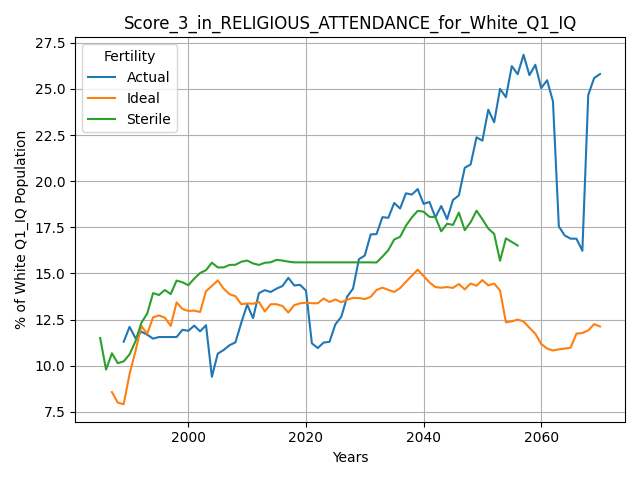 Score_3_in_RELIGIOUS_ATTENDANCE_for_White_Q1_IQ
27.5
25.0
22.5
20.0
17.5
15.0
12.5
10.0
7.5
% of White Q1_IQ Population
Fertility
Actual
Ideal
Sterile
2000
2020
2040
2060
Years